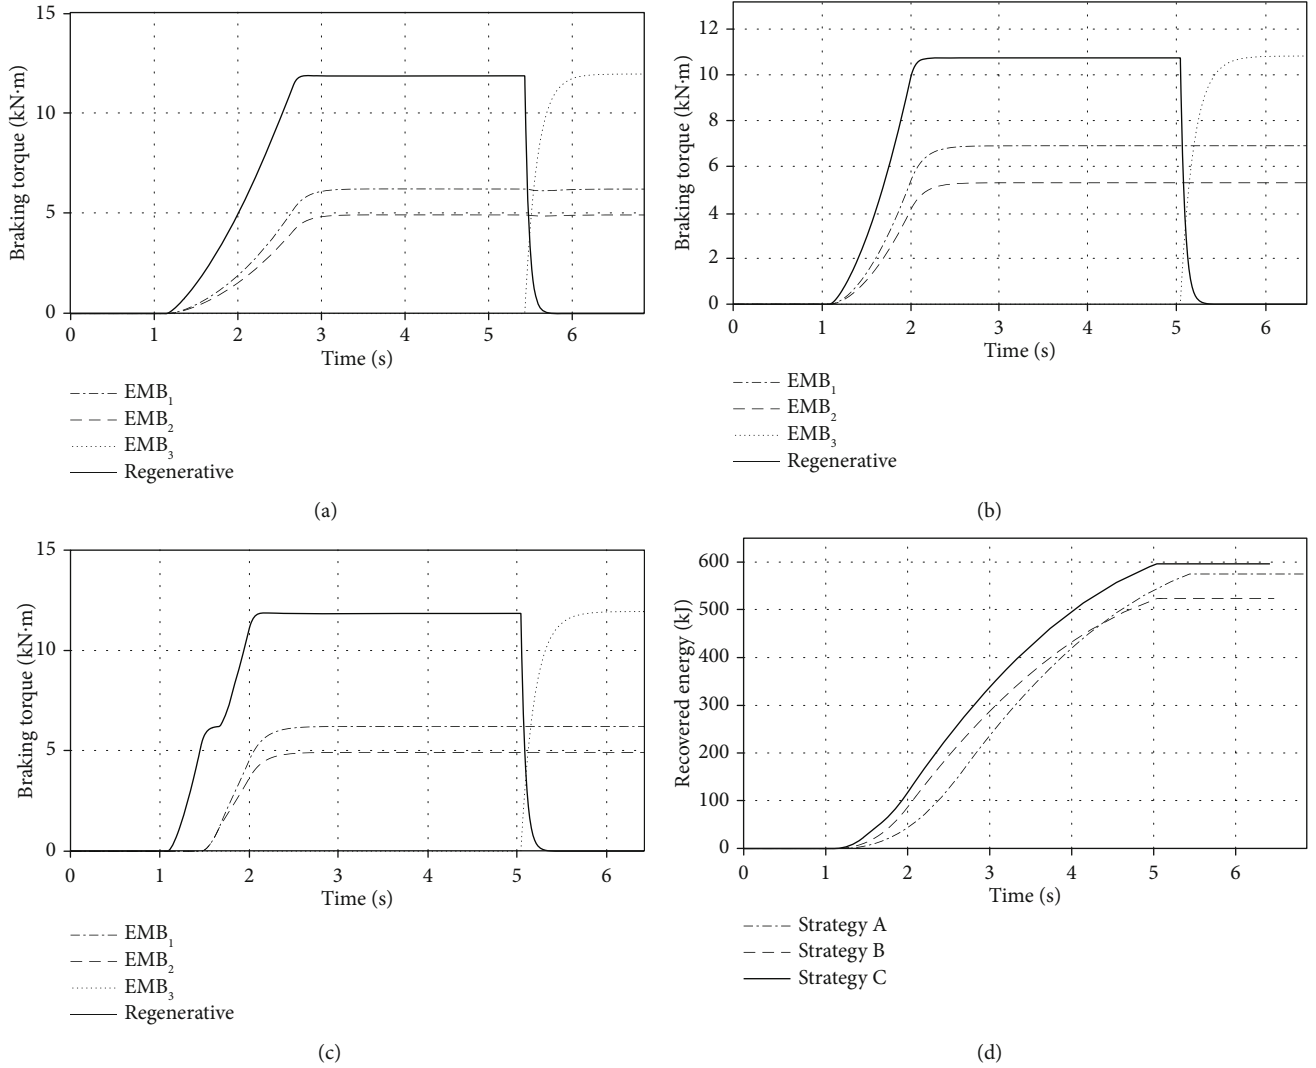 15
10
5
0
Braking torque (kN·m)
0 1 2 3 4 5 6
Time (s)
EMB1
EMB2
EMB3
Regenerative
(a)
12
10
8
6
4
2
0
Braking torque (kN·m)
0 1 2 3 4 5 6
Time (s)
EMB1
EMB2
EMB3
Regenerative
(b)
15
10
5
0
Braking torque (kN·m)
0 1 2 3 4 5 6
Time (s)
EMB1
EMB2
EMB3
Regenerative
(c)
600
500
400
300
200
100
0
Recovered energy (kJ)
0 1 2 3 4 5 6
Time (s)
Strategy A
Strategy B
Strategy C
(d)